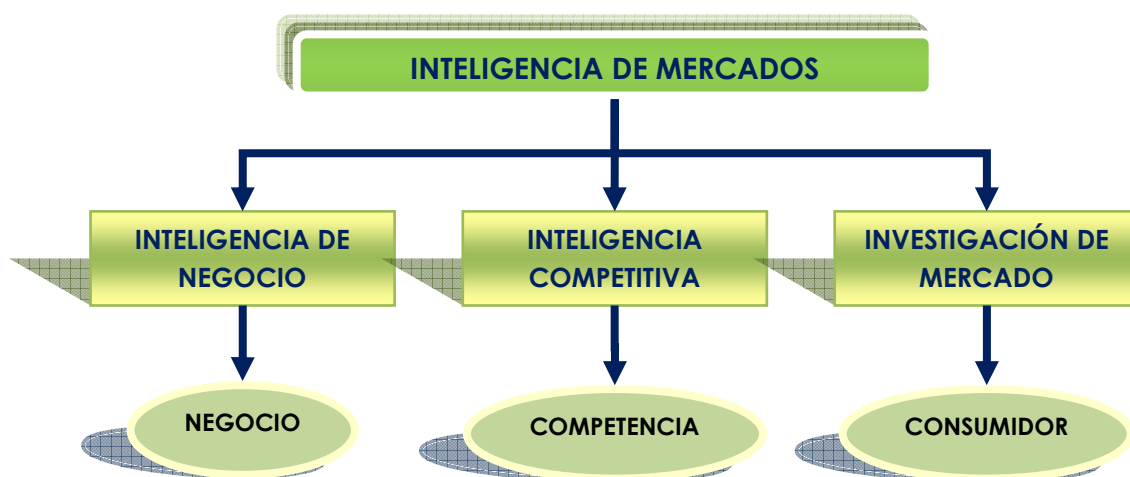 INTELIGENCIA DE MERCADOS
INTELIGENCIA DE
NEGOCIO
INTELIGENCIA
COMPETITIVA
INVESTIGACIÓN DE
MERCADO
NEGOCIO
COMPETENCIA
CONSUMIDOR